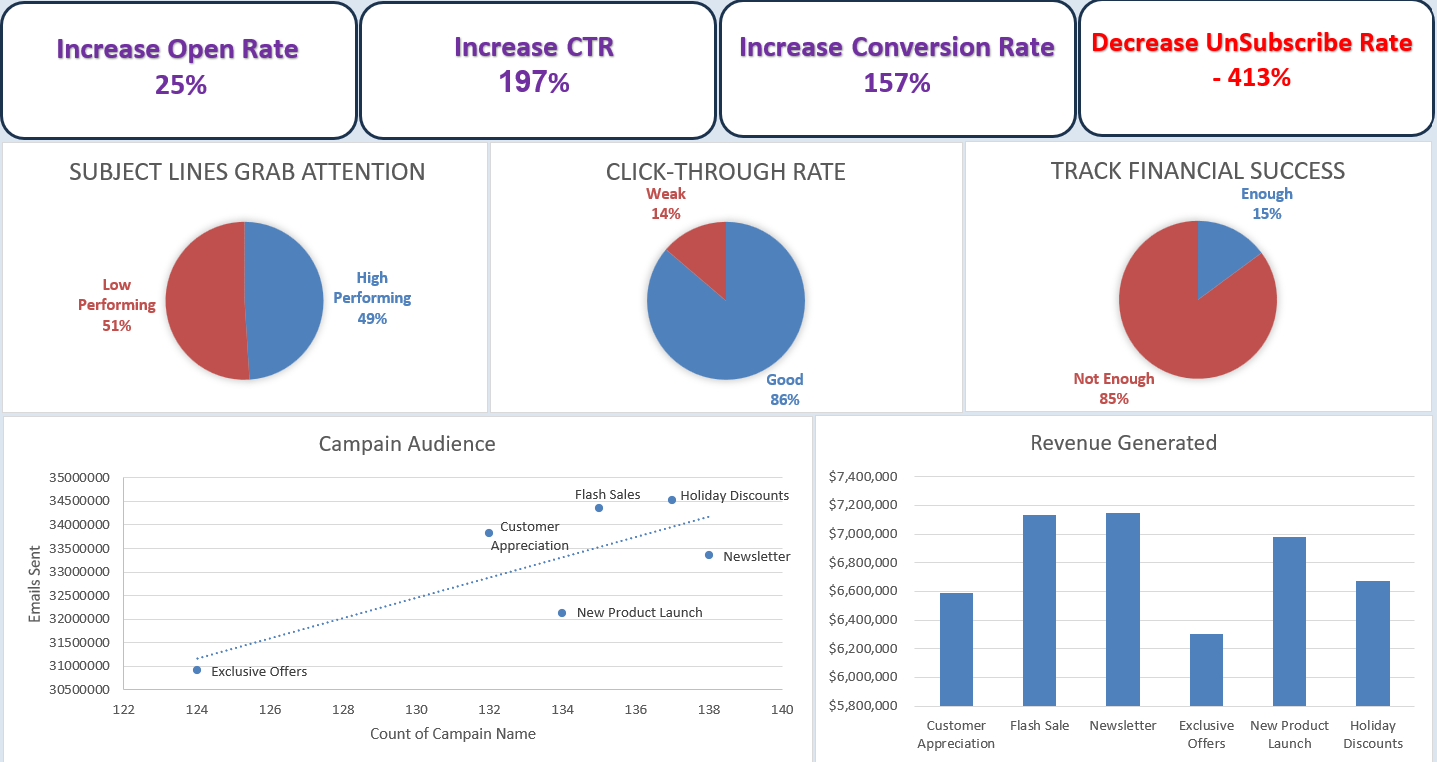 Increase Open Rate
25%
Increase CTR
197%
Increase Conversion Rate
157%
Decrease UnSubscribe Rate
- 413%
SUBJECT LINES GRAB ATTENTION
Low
Performing
51%
High
Performing
49%
CLICK-THROUGH RATE
Weak
14%
Good
86%
TRACK FINANCIAL SUCCESS
Enough
15%
Not Enough
85%
Campain Audience
Emails Sent
35000000
34500000
34000000
33500000
33000000
32500000
32000000
31500000
31000000
30500000
Flash Sales
Holiday Discounts
Customer
Appreciation
Newsletter
New Product Launch
Exclusive Offers
122 124 126 128 130 132 134 136 138 140
Count of Campain Name
Revenue Generated
$7,400,000
$7,200,000
$7,000,000
$6,800,000
$6,600,000
$6,400,000
$6,200,000
$6,000,000
$5,800,000
Customer
Appreciation
Flash Sale
Newsletter
Exclusive
Offers
New Product
Launch
Holiday
Discounts